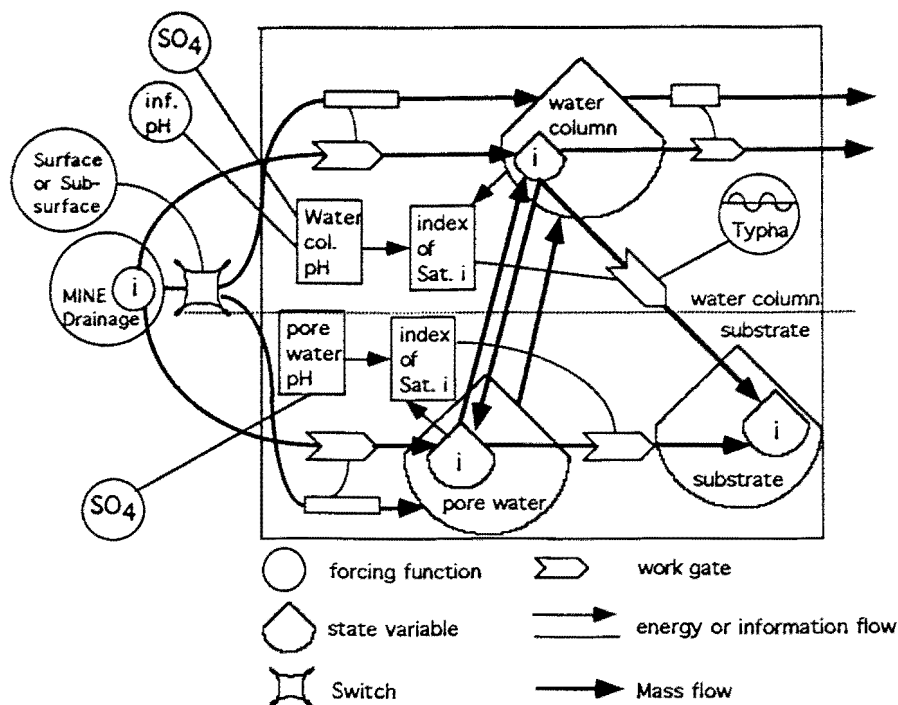 SO4
inf.
pH
Surface
or Sub-
surface
MINE
Drainage
i
Water
col.
pH
index
of
Sat. i
water
column
i
Typha
water column
substrate
pore
water
pH
index
of
Sat. i
i
pore water
i
substrate
SO4
forcing function
work gate
state variable
energy or information flow
Switch
Mass flow